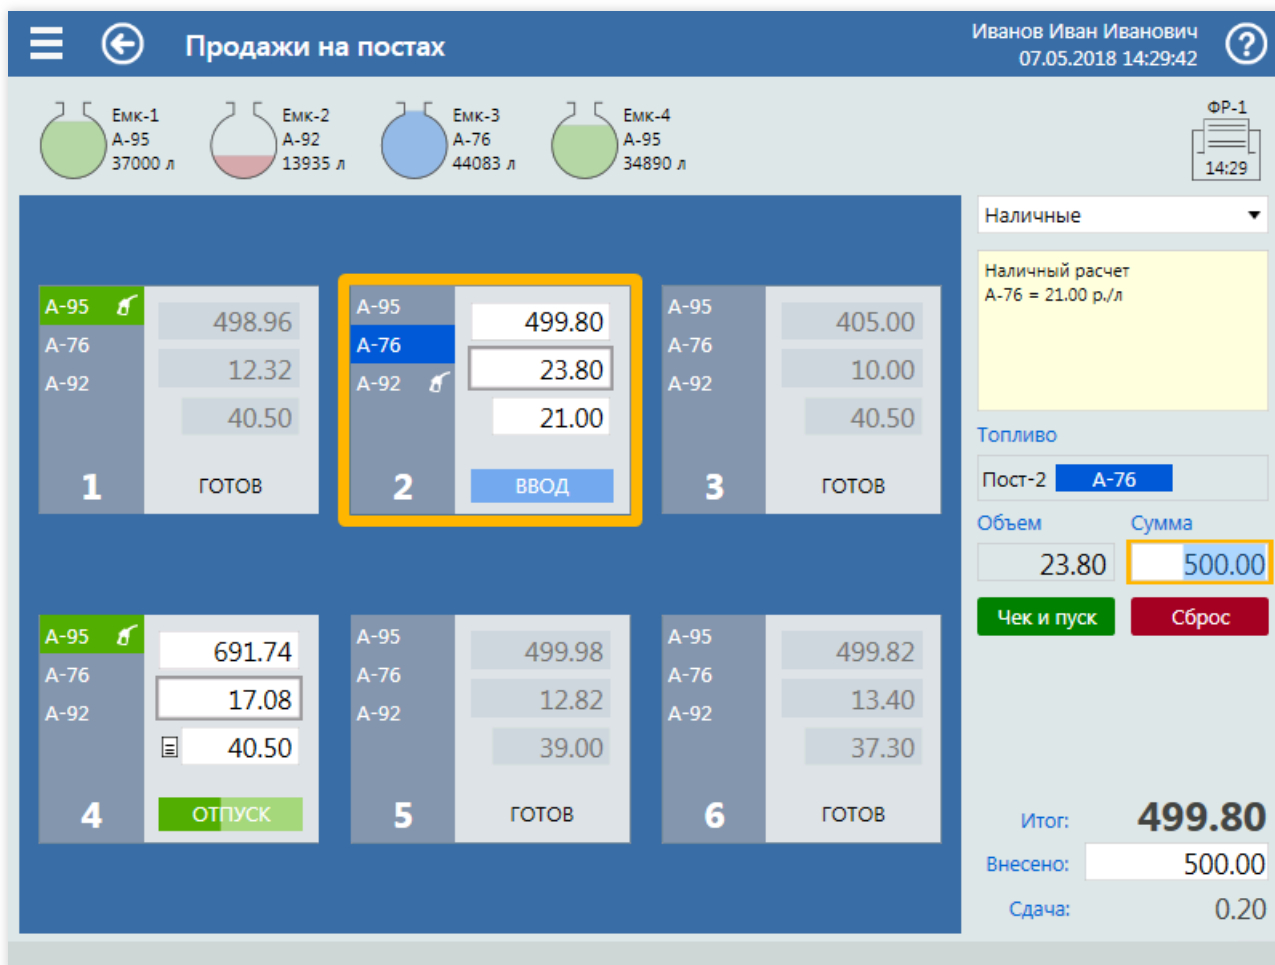 Продажи на постах
Иванов Иван Иванович
07.05.2018 14:29:42
?
Емк-1
А-95
37000 л
Емк-2
А-92
13935 л
Емк-3
А-76
44083 л
Емк-4
А-95
34890 л
ФР-1
14:29
А-95
А-76
А-92
1
498.96
12.32
40.50
ГОТОВ
А-95
А-76
А-92
2
499.80
23.80
21.00
ВВОД
А-95
А-76
А-92
3
405.00
10.00
40.50
ГОТОВ
А-95
А-76
А-92
4
691.74
17.08
40.50
ОТПУСК
А-95
А-76
А-92
5
499.98
12.82
39.00
ГОТОВ
А-95
А-76
А-92
6
499.82
13.40
37.30
ГОТОВ
Наличные
Наличный расчет
А-76 = 21.00 р./л
Топливо
Пост-2 А-76
Объем Сумма
23.80 500.00
Чек и пуск Сброс
Итог: 499.80
Внесено: 500.00
Сдача: 0.20